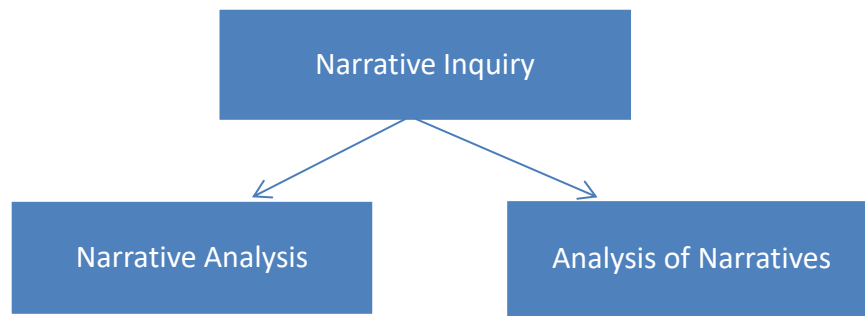 Narrative Inquiry
Narrative Analysis
Analysis of Narratives